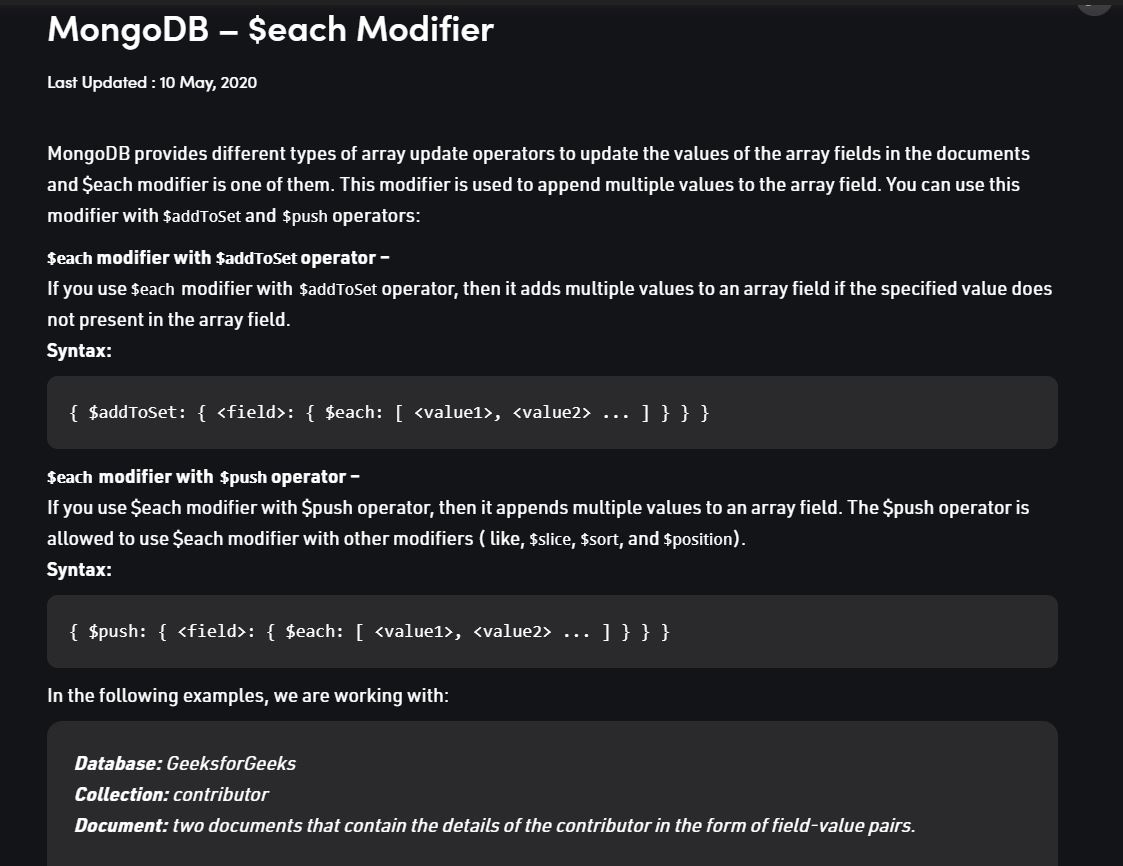 MongoDB – $each Modifier
Last Updated : 10 May, 2020
MongoDB provides different types of array update operators to update the values of the array fields in the documents
and $each modifier is one of them. This modifier is used to append multiple values to the array field. You can use this
modifier with $addToSet and $push operators:
$each modifier with $addToSet operator –
If you use $each modifier with $addToSet operator, then it adds multiple values to an array field if the specified value does
not present in the array field.
Syntax:
{ $addToSet: { <field>: { $each: [ <value1>, <value2> ... ] } } }
$each modifier with $push operator –
If you use $each modifier with $push operator, then it appends multiple values to an array field. The $push operator is
allowed to use $each modifier with other modifiers ( like, $slice, $sort, and $position).
Syntax:
{ $push: { <field>: { $each: [ <value1>, <value2> ... ] } } }
In the following examples, we are working with:
Database: GeeksforGeeks
Collection: contributor
Document: two documents that contain the details of the contributor in the form of field-value pairs.